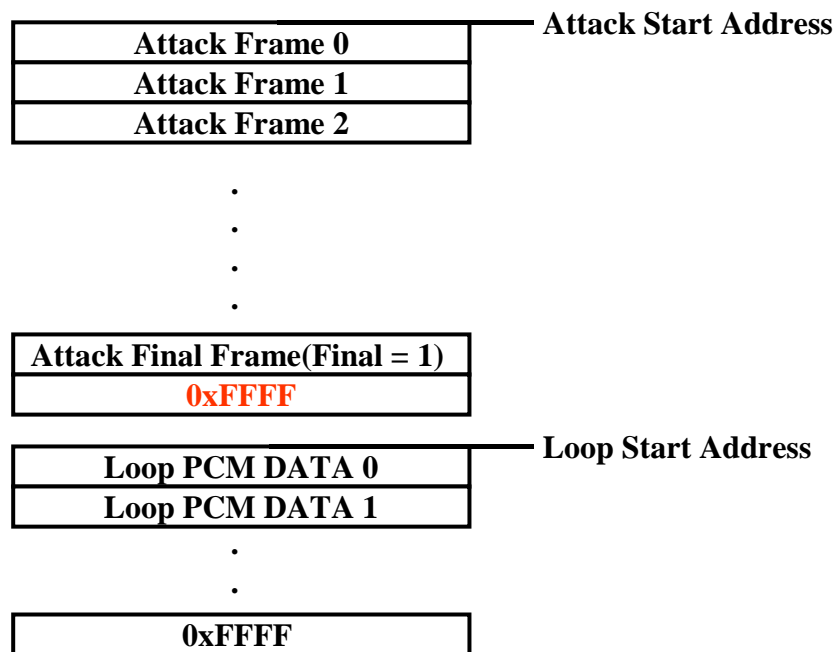 Attack Start Address
Attack Frame 0
Attack Frame 1
Attack Frame 2
.
.
.
.
Attack Final Frame(Final = 1)
0xFFFF
Loop Start Address
Loop PCM DATA 0
Loop PCM DATA 1
.
.
0xFFFF